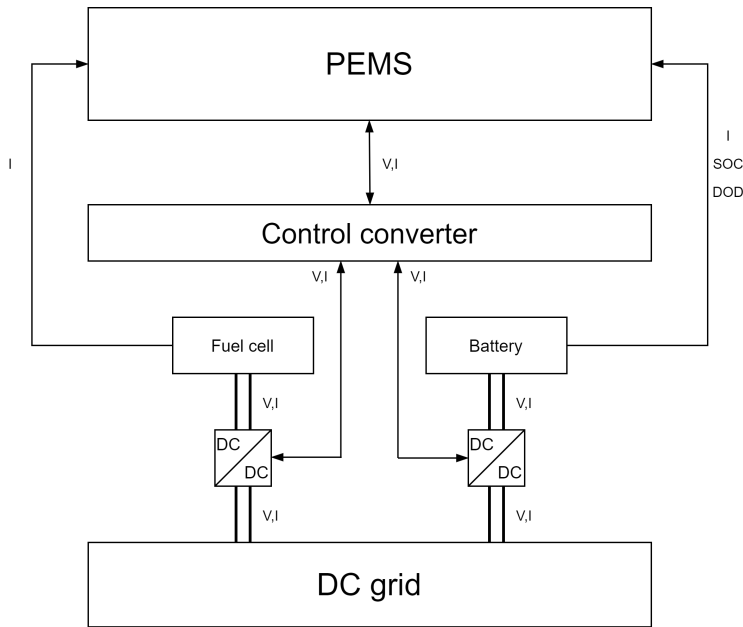 PEMS
I
V,I
I
SOC
DOD
Control converter
V,I
V,I
Fuel cell
Battery
V,I
V,I
DC
DC
DC
DC
V,I
V,I
DC grid